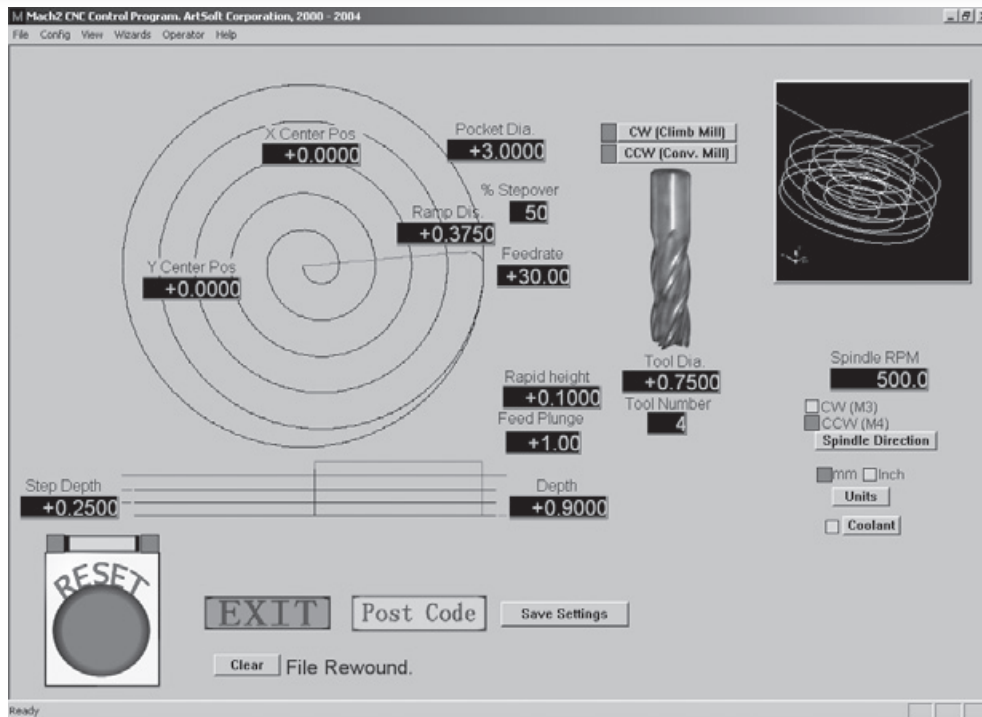 Mach2 CNC Control Program. ArtSoft Corporation, 2000 - 2004
File Config View Wizards Operator Help
X Center Pos
+0.0000
Pocket Dia.
+3.0000
CW (Climb Mill)
CCW (Conv. Mill)
% Stepover
50
Ramp Dis.
+0.3750
Y Center Pos
+0.0000
Feedrate
+30.00
Rapid height
+0.1000
Feed Plunge
+1.00
Tool Dia.
+0.7500
Tool Number
4
Spindle RPM
500.0
CW (M3)
CCW (M4)
Spindle Direction
mm Inch
Units
Coolant
Step Depth
+0.2500
Depth
+0.9000
RESET
EXIT
Post Code
Save Settings
Clear File Rewound.
Ready